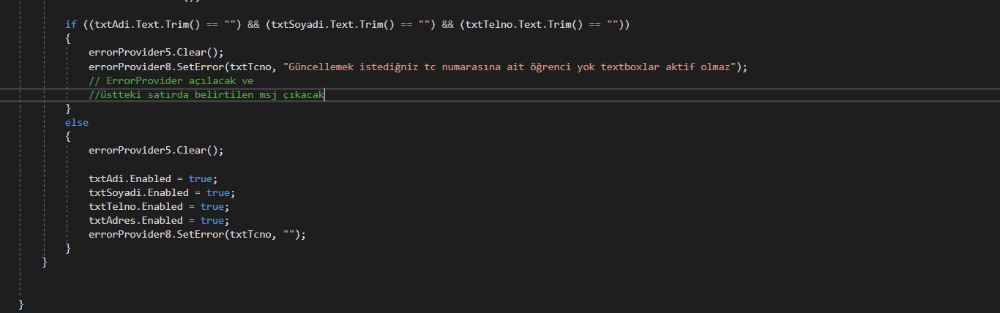 if ((txtAdi.Text.Trim() == "") && (txtSoyadi.Text.Trim() == "") && (txtTelno.Text.Trim() == ""))
{
errorProvider5.Clear();
errorProvider8.SetError(txtTcno, "Güncellemek istediğniz tc numarasına ait öğrenci yok textboxlar aktif olmaz");
// ErrorProvider açılacak ve
//üstteki satırda belirtilen msj çıkacak
}
else
{
errorProvider5.Clear();
txtAdi.Enabled = true;
txtSoyadi.Enabled = true;
txtTelno.Enabled = true;
txtAdres.Enabled = true;
errorProvider8.SetError(txtTcno, "");
}
}
}